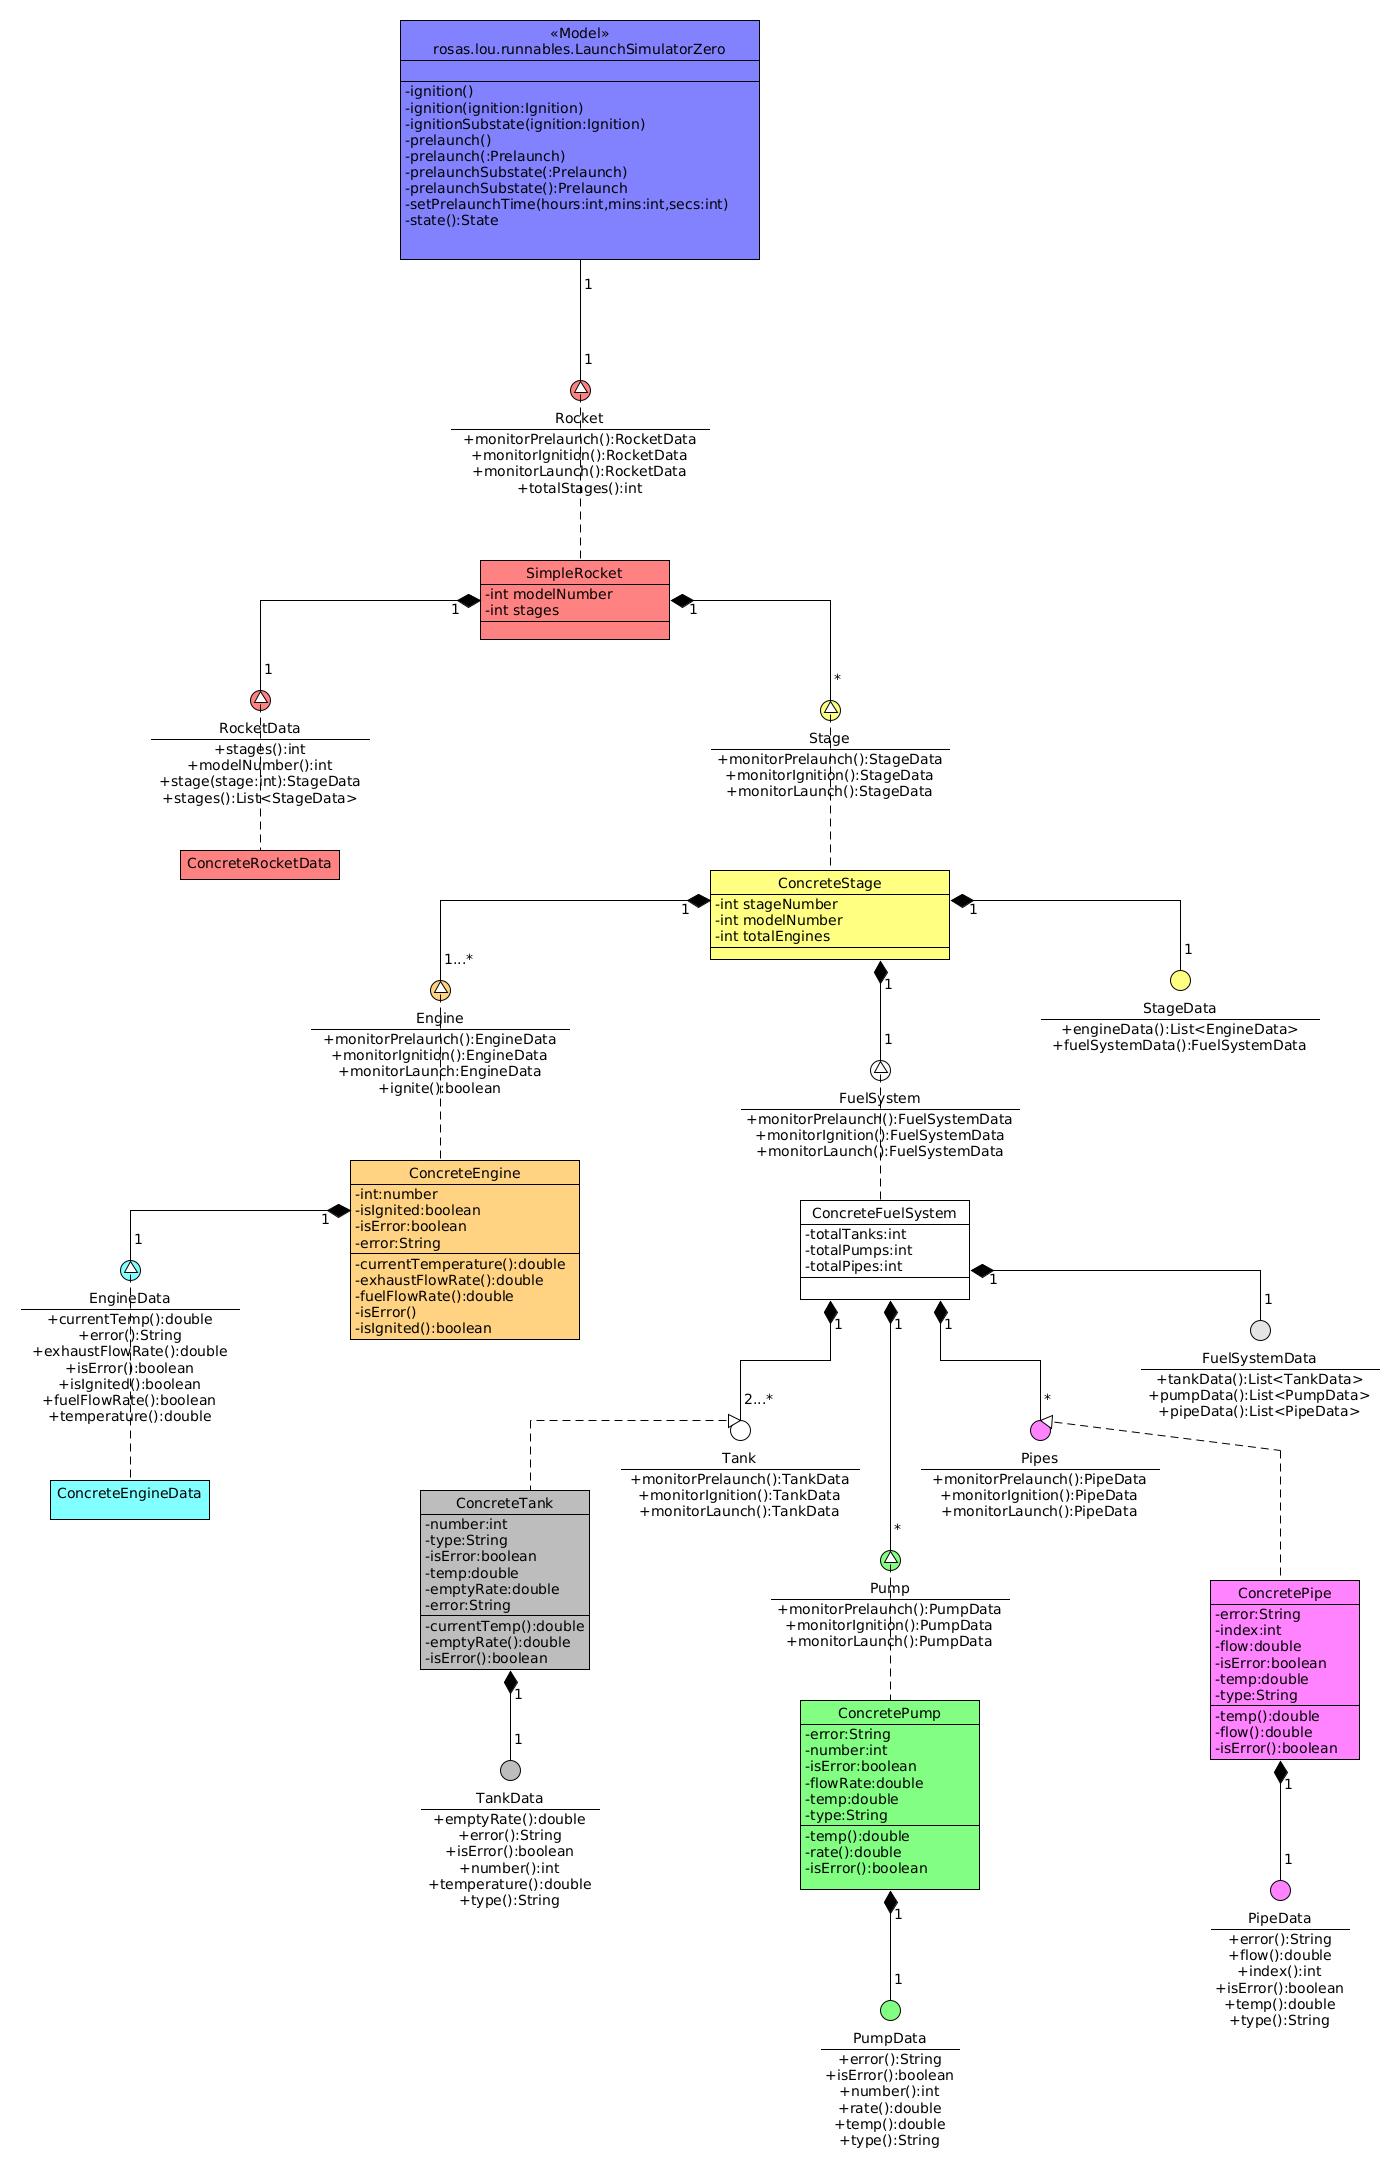 «Model»
rosas.lou.runnables.LaunchSimulatorZero
-ignition()
-ignition(ignition:Ignition)
-ignitionSubstate(ignition:Ignition)
-prelaunch()
-prelaunch(:Prelaunch)
-prelaunchSubstate(:Prelaunch)
-prelaunchSubstate():Prelaunch
-setPrelaunchTime(hours:int,mins:int,secs:int)
-state():State
1
1
Rocket
+monitorPrelaunch():RocketData
+monitorIgnition():RocketData
+monitorLaunch():RocketData
+totalStages():int
SimpleRocket
-int modelNumber
-int stages
1
1
1
*
RocketData
+stages():int
+modelNumber():int
+stage(stage:int):StageData
+stages():List<StageData>
ConcreteRocketData
Stage
+monitorPrelaunch():StageData
+monitorIgnition():StageData
+monitorLaunch():StageData
ConcreteStage
-int stageNumber
-int modelNumber
-int totalEngines
1
1
1
1...*
1
1
Engine
+monitorPrelaunch():EngineData
+monitorIgnition():EngineData
+monitorLaunch:EngineData
+ignite():boolean
StageData
+engineData():List<EngineData>
+fuelSystemData():FuelSystemData
FuelSystem
+monitorPrelaunch():FuelSystemData
+monitorIgnition():FuelSystemData
+monitorLaunch():FuelSystemData
ConcreteEngine
-int:number
-isIgnited:boolean
-isError:boolean
-error:String
-currentTemperature():double
-exhaustFlowRate():double
-fuelFlowRate():double
-isError()
-isIgnited():boolean
1
1
EngineData
+currentTemp():double
+error():String
+exhaustFlowRate():double
+isError():boolean
+isIgnited():boolean
+fuelFlowRate():boolean
+temperature():double
ConcreteEngineData
ConcreteFuelSystem
-totalTanks:int
-totalPumps:int
-totalPipes:int
1
1
1
1
1
2...*
*
*
FuelSystemData
+tankData():List<TankData>
+pumpData():List<PumpData>
+pipeData():List<PipeData>
Tank
+monitorPrelaunch():TankData
+monitorIgnition():TankData
+monitorLaunch():TankData
Pipes
+monitorPrelaunch():PipeData
+monitorIgnition():PipeData
+monitorLaunch():PipeData
ConcreteTank
-number:int
-type:String
-isError:boolean
-temp:double
-emptyRate:double
-error:String
-currentTemp():double
-emptyRate():double
-isError():boolean
1
1
TankData
+emptyRate():double
+error():String
+isError():boolean
+number():int
+temperature():double
+type():String
Pump
+monitorPrelaunch():PumpData
+monitorIgnition():PumpData
+monitorLaunch():PumpData
ConcretePump
-error:String
-number:int
-isError:boolean
-flowRate:double
-temp:double
-type:String
-temp():double
-rate():double
-isError():boolean
1
1
PumpData
+error():String
+isError():boolean
+number():int
+rate():double
+temp():double
+type():String
ConcretePipe
-error:String
-index:int
-flow:double
-isError:boolean
-temp:double
-type:String
-temp():double
-flow():double
-isError():boolean
1
1
PipeData
+error():String
+flow():double
+index():int
+isError():boolean
+temp():double
+type():String